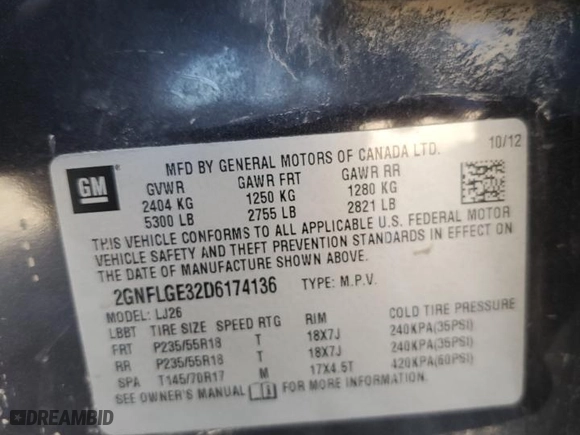 10/12
GM
MFD BY GENERAL MOTORS OF CANADA LTD.
GVWR GAWR FRT GAWR RR
2404 KG 1250 KG 1280 KG
5300 LB 2755 LB 2821 LB
THIS VEHICLE CONFORMS TO ALL APPLICABLE U.S. FEDERAL MOTOR
VEHICLE SAFETY AND THEFT PREVENTION STANDARDS IN EFFECT ON
THE DATE OF MANUFACTURE SHOWN ABOVE.
2GNFLGE32D6174136 TYPE: M.P.V.
MODEL: LJ26
LBBT TIRE SIZE SPEED RTG RIM COLD TIRE PRESSURE
FRT P235/55R18 T 18X7J 240KPA(35PSI)
RR P235/55R18 T 18X7J 240KPA(35PSI)
SPA T145/70R17 M 17X4.5T 420KPA(60PSI)
SEE OWNER'S MANUAL FOR MORE INFORMATION.
DREAMBID